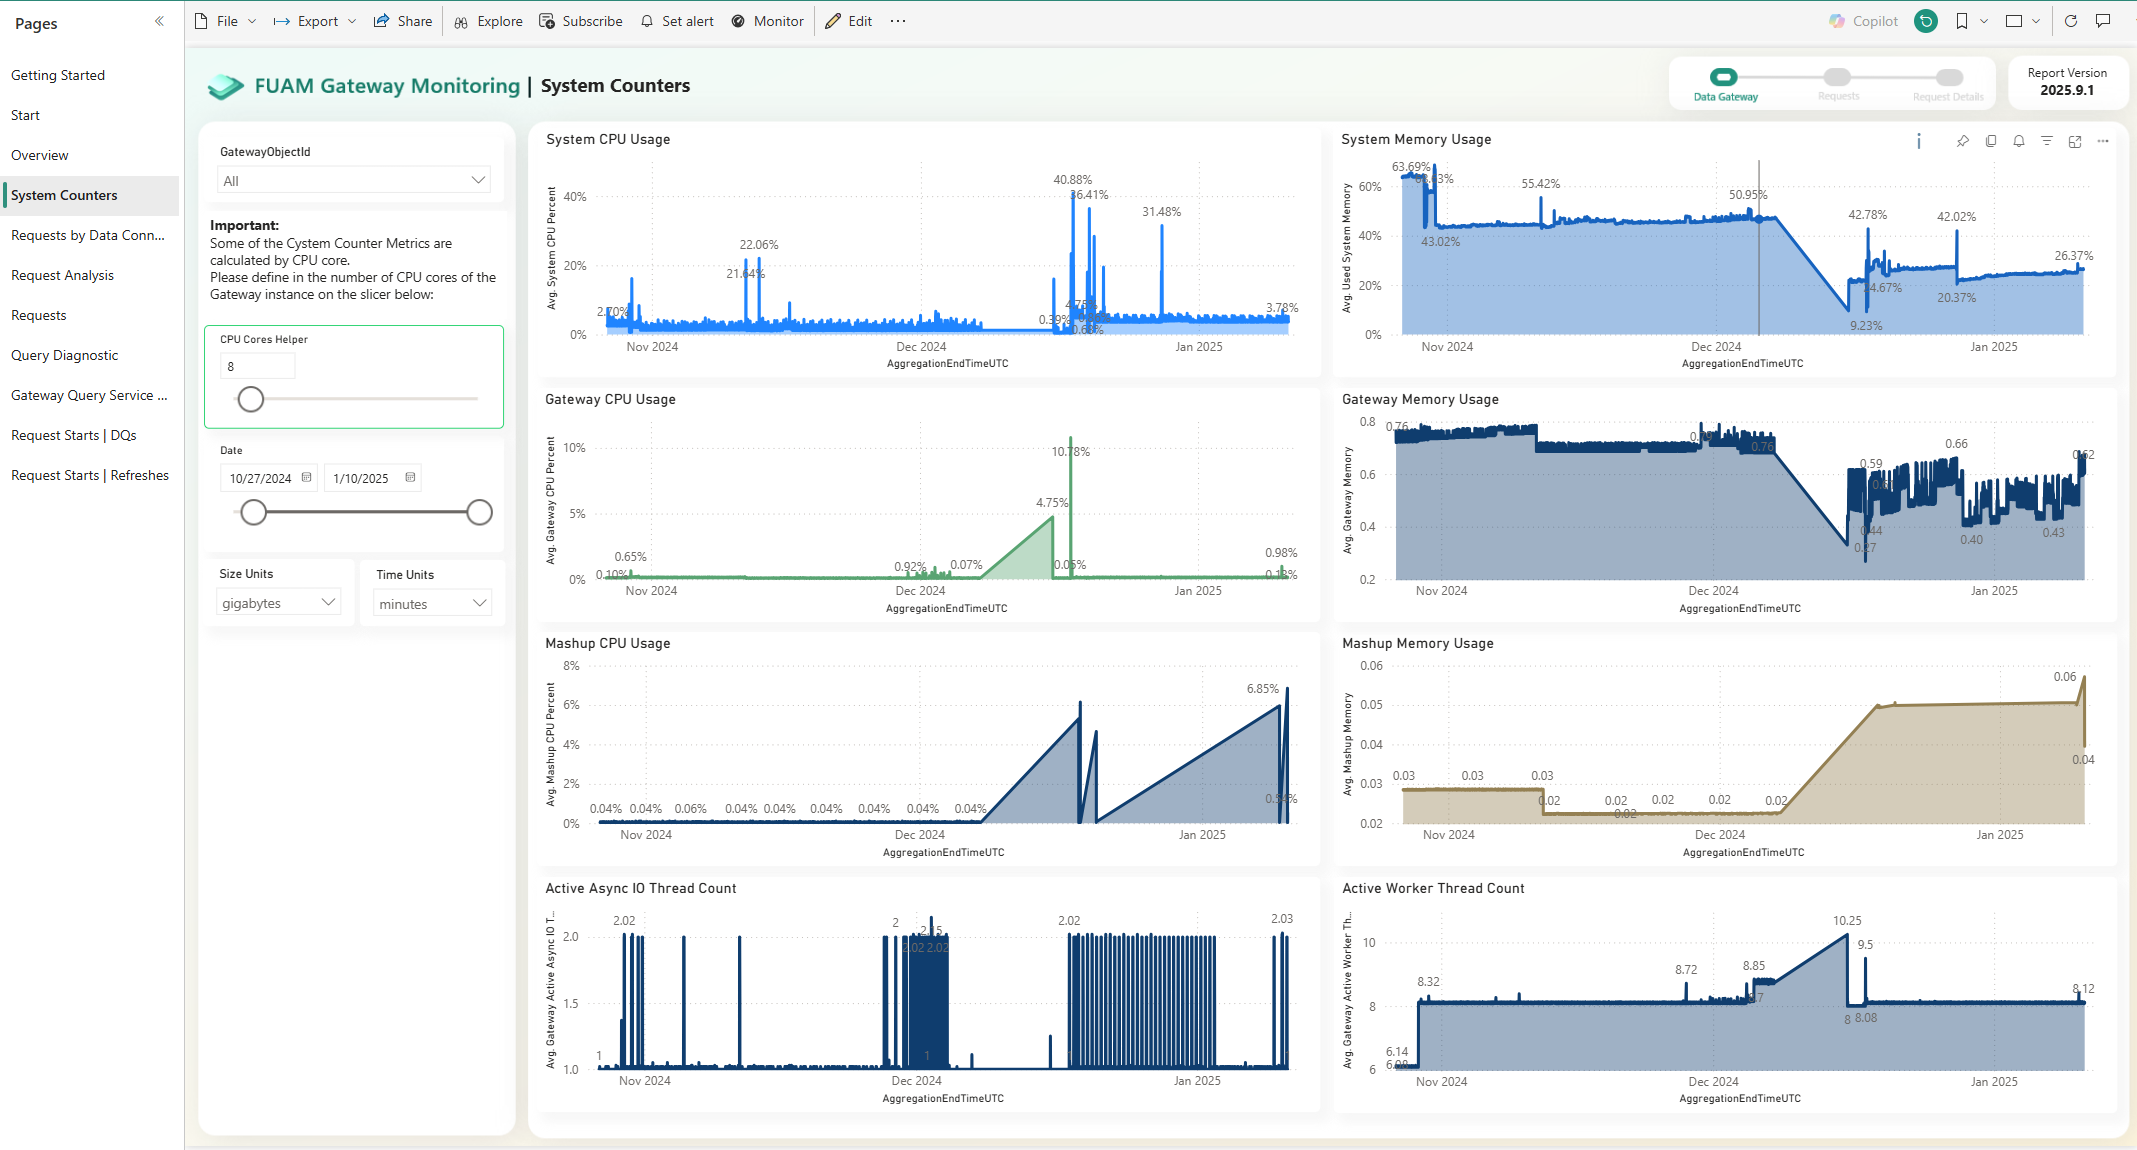 Pages
File
Export
Share
Explore
Subscribe
Set alert
Monitor
Edit
Copilot
Getting Started
Start
Overview
System Counters
Requests by Data Conn...
Request Analysis
Requests
Query Diagnostic
Gateway Query Service ...
Request Starts | DQs
Request Starts | Refreshes
FUAM Gateway Monitoring | System Counters
Data Gateway
Requests
Request Details
Report Version
2025.9.1
GatewayObjectId
All
Important:
Some of the Cystem Counter Metrics are
calculated by CPU core.
Please define in the number of CPU cores of the
Gateway instance on the slicer below:
CPU Cores Helper
8
Date
10/27/2024
1/10/2025
Size Units
gigabytes
Time Units
minutes
System CPU Usage
Avg. System CPU Percent
40%
20%
0%
2.70%
21.64%
22.06%
0.39%
40.88%
36.41%
31.48%
3.78%
Nov 2024
Dec 2024
Jan 2025
AggregationEndTimeUTC
System Memory Usage
Avg. Used System Memory
60%
40%
20%
0%
63.69%
43.02%
55.42%
50.95%
42.78%
9.23%
42.02%
20.37%
26.37%
Nov 2024
Dec 2024
Jan 2025
AggregationEndTimeUTC
Gateway CPU Usage
Avg. Gateway CPU Percent
10%
5%
0%
0.10%
0.65%
0.92%
0.07%
4.75%
0.05%
10.78%
0.98%
Nov 2024
Dec 2024
Jan 2025
AggregationEndTimeUTC
Gateway Memory Usage
Avg. Gateway Memory
0.8
0.6
0.4
0.2
0.76
0.76
0.59
0.44
0.27
0.66
0.40
0.43
0.62
Nov 2024
Dec 2024
Jan 2025
AggregationEndTimeUTC
Mashup CPU Usage
Avg. Mashup CPU Percent
8%
6%
4%
2%
0%
0.04%
0.04%
0.06%
0.04%
0.04%
0.04%
0.04%
0.04%
0.04%
6.85%
Nov 2024
Dec 2024
Jan 2025
AggregationEndTimeUTC
Mashup Memory Usage
Avg. Mashup Memory
0.06
0.05
0.04
0.03
0.02
0.03
0.03
0.03
0.02
0.02
0.02
0.02
0.02
0.02
0.06
0.04
Nov 2024
Dec 2024
Jan 2025
AggregationEndTimeUTC
Active Async IO Thread Count
Avg. Gateway Active Async IO T...
2.0
1.5
1.0
1
2.02
2
2.15
2.02
2.02
1
2.02
2.03
Nov 2024
Dec 2024
Jan 2025
AggregationEndTimeUTC
Active Worker Thread Count
Avg. Gateway Active Worker Th...
10
8
6
6.14
8.32
8.72
8.85
10.25
9.5
8
8.08
8.12
Nov 2024
Dec 2024
Jan 2025
AggregationEndTimeUTC